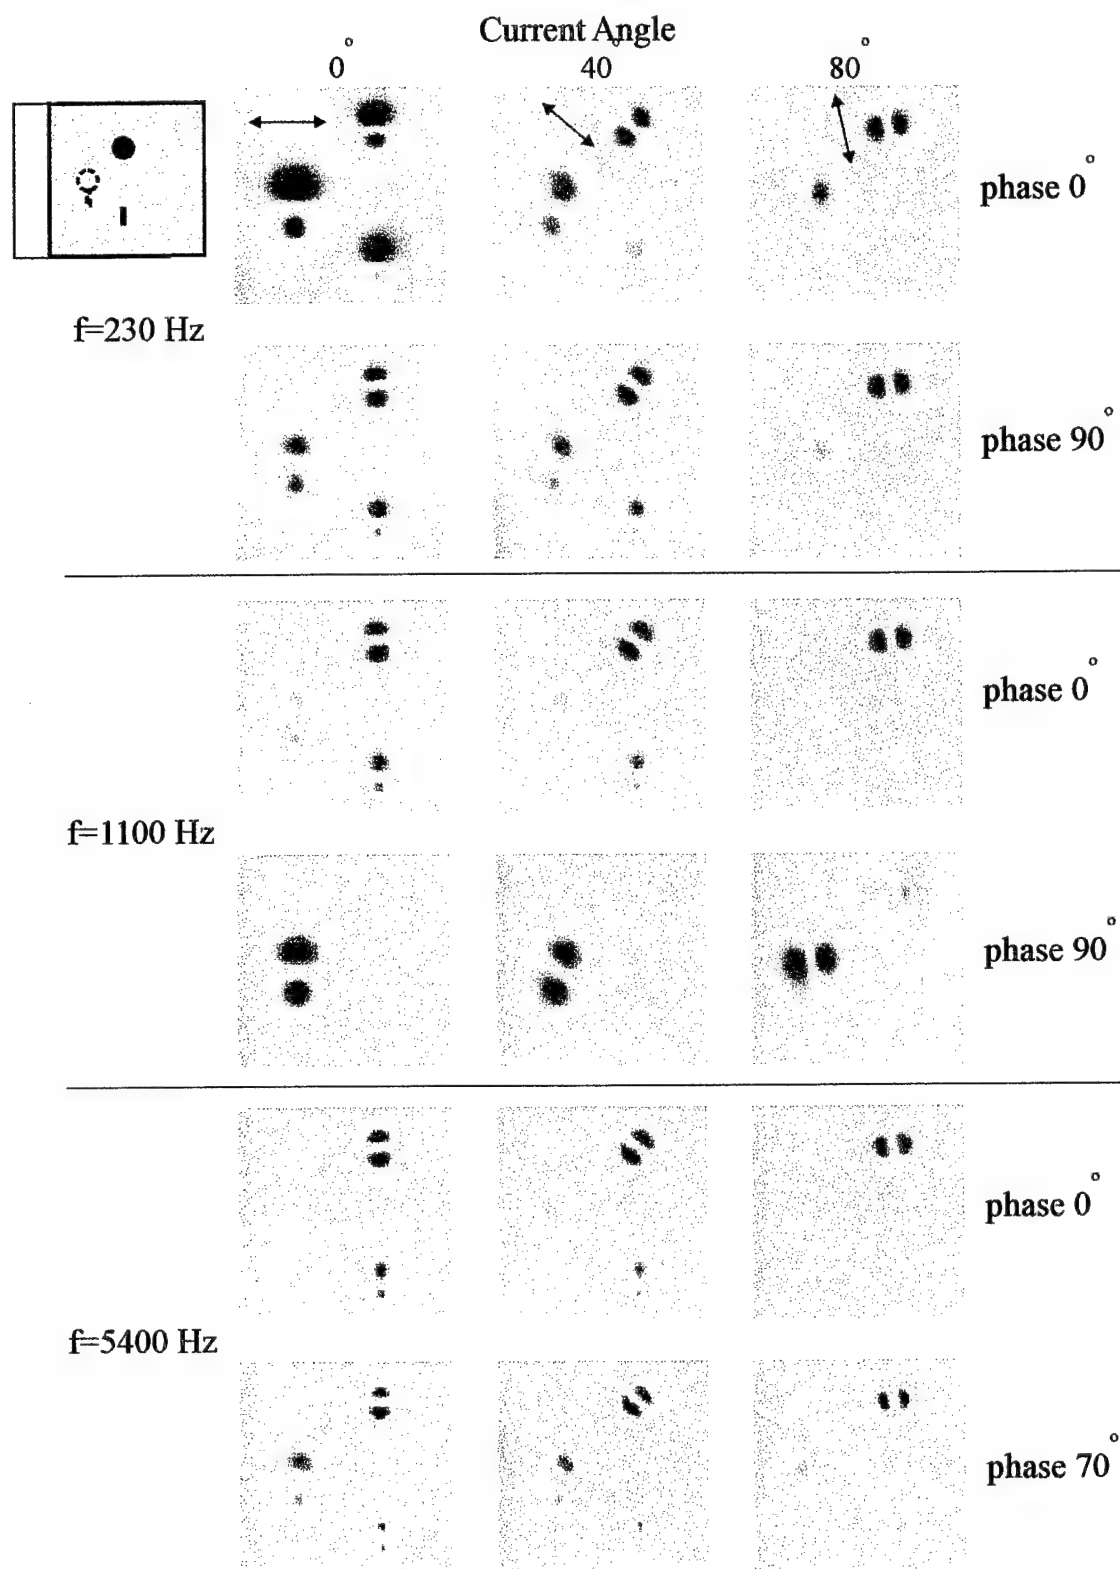 Current Angle
0°
40°
80°
phase 0°
f=230 Hz
phase 90°
phase 0°
f=1100 Hz
phase 90°
phase 0°
f=5400 Hz
phase 70°